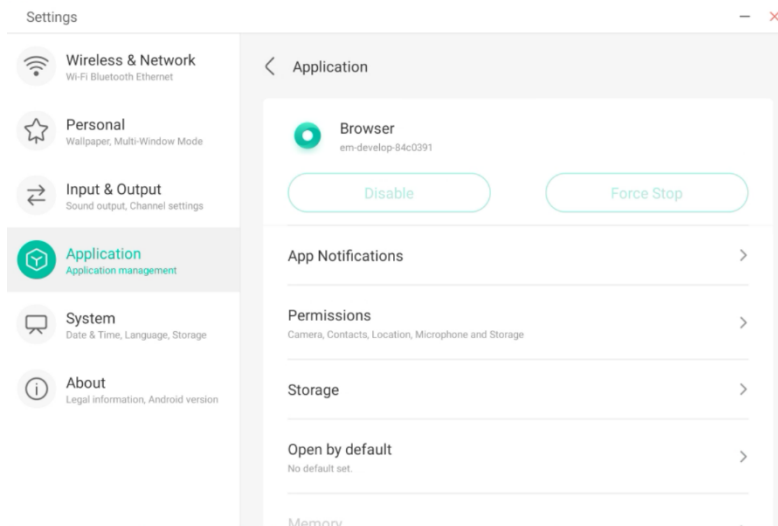 Settings
Wireless & Network
Wi-Fi Bluetooth Ethernet
Personal
Wallpaper, Multi-Window Mode
Input & Output
Sound output, Channel settings
Application
Application management
System
Date & Time, Language, Storage
About
Legal information, Android version
Application
Browser
em-develop-84c0391
Disable
Force Stop
App Notifications
Permissions
Camera, Contacts, Location, Microphone and Storage
Storage
Open by default
No default set.
Memory